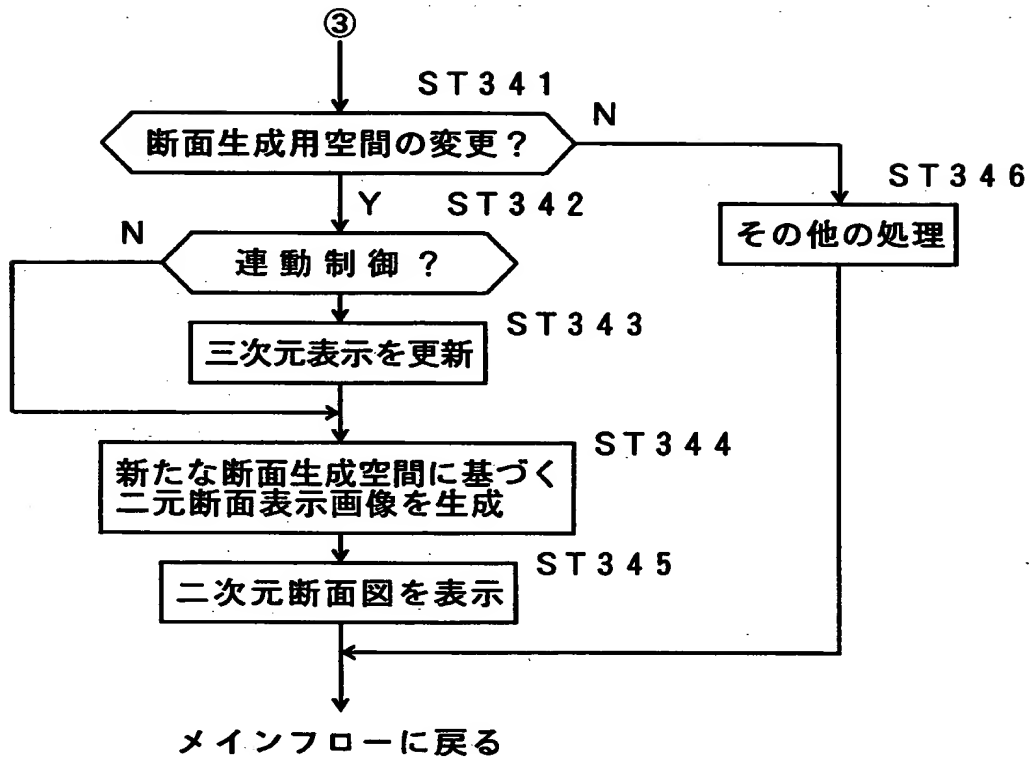 ③
ST341
断面生成用空間の変更?
N
Y
ST342
ST346
その他の処理
N
連動制御?
ST343
三次元表示を更新
ST344
新たな断面生成空間に基づく
二元断面表示画像を生成
ST345
二次元断面図を表示
メインフローに戻る